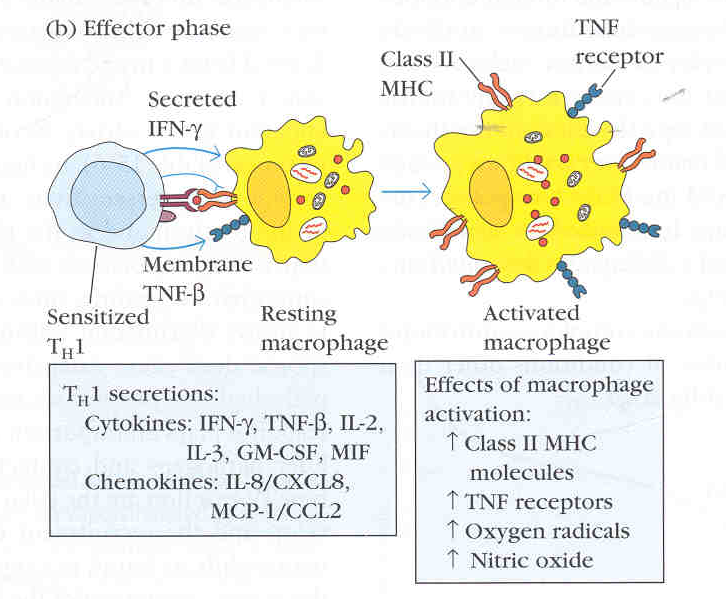 (b) Effector phase
Secreted
IFN-γ
Class II
MHC
TNF
receptor
Membrane
TNF-β
Sensitized
TH1
Resting
macrophage
Activated
macrophage
TH1 secretions:
Cytokines: IFN-γ, TNF-β, IL-2,
IL-3, GM-CSF, MIF
Chemokines: IL-8/CXCL8,
MCP-1/CCL2
Effects of macrophage
activation:
↑ Class II MHC
molecules
↑ TNF receptors
↑ Oxygen radicals
↑ Nitric oxide